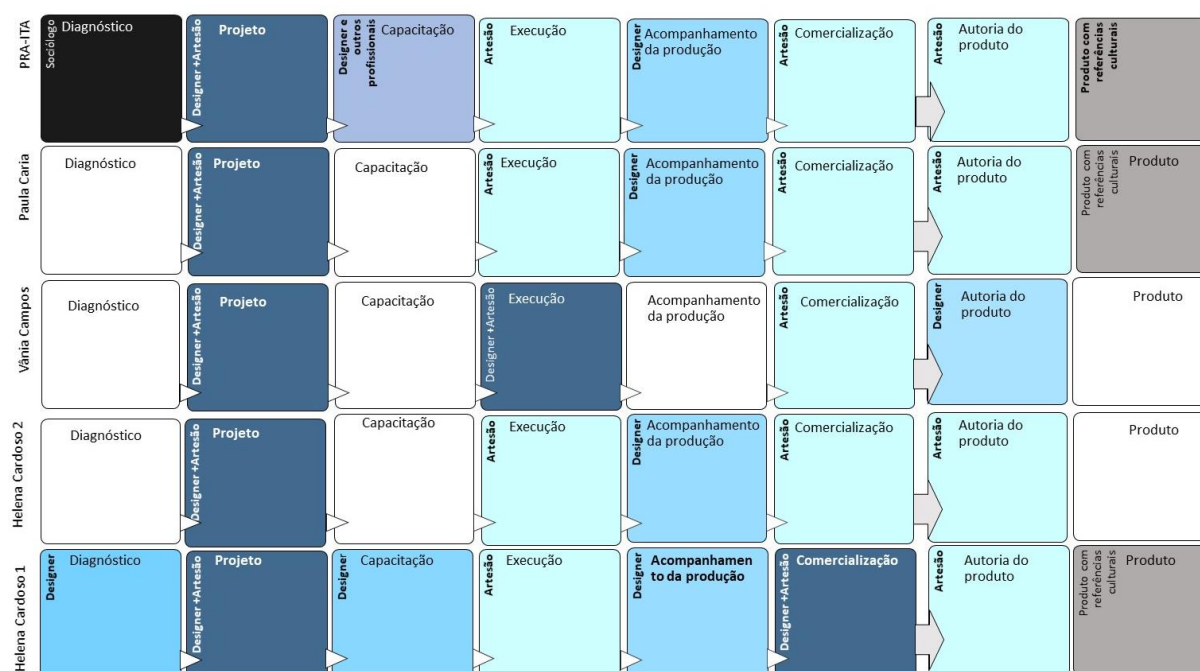 PRA-ITA
Sociólogo
Diagnóstico
Designer +Artesão
Projeto
Designer e
outros
profissionais
Capacitação
Artesão
Execução
Designer
Acompanhamento
da produção
Artesão
Comercialização
Artesão
Autoria do
produto
Produto com
referências
culturais
Paula Caria
Diagnóstico
Designer +Artesão
Projeto
Capacitação
Artesão
Execução
Designer
Acompanhamento
da produção
Artesão
Comercialização
Artesão
Autoria do
produto
Produto com
referências
culturais
Produto
Vânia Campos
Diagnóstico
Designer +Artesão
Projeto
Capacitação
Designer +Artesão
Execução
Acompanhamento
da produção
Artesão
Comercialização
Designer
Autoria do
produto
Produto
Helena Cardoso 2
Diagnóstico
Designer +Artesão
Projeto
Capacitação
Artesão
Execução
Designer
Acompanhamento
da produção
Artesão
Comercialização
Artesão
Autoria do
produto
Produto
Helena Cardoso 1
Designer
Diagnóstico
Designer +Artesão
Projeto
Designer
Capacitação
Artesão
Execução
Designer
Acompanhamen
to da produção
Designer +Artesão
Comercialização
Artesão
Autoria do
produto
Produto com
referências
culturais
Produto